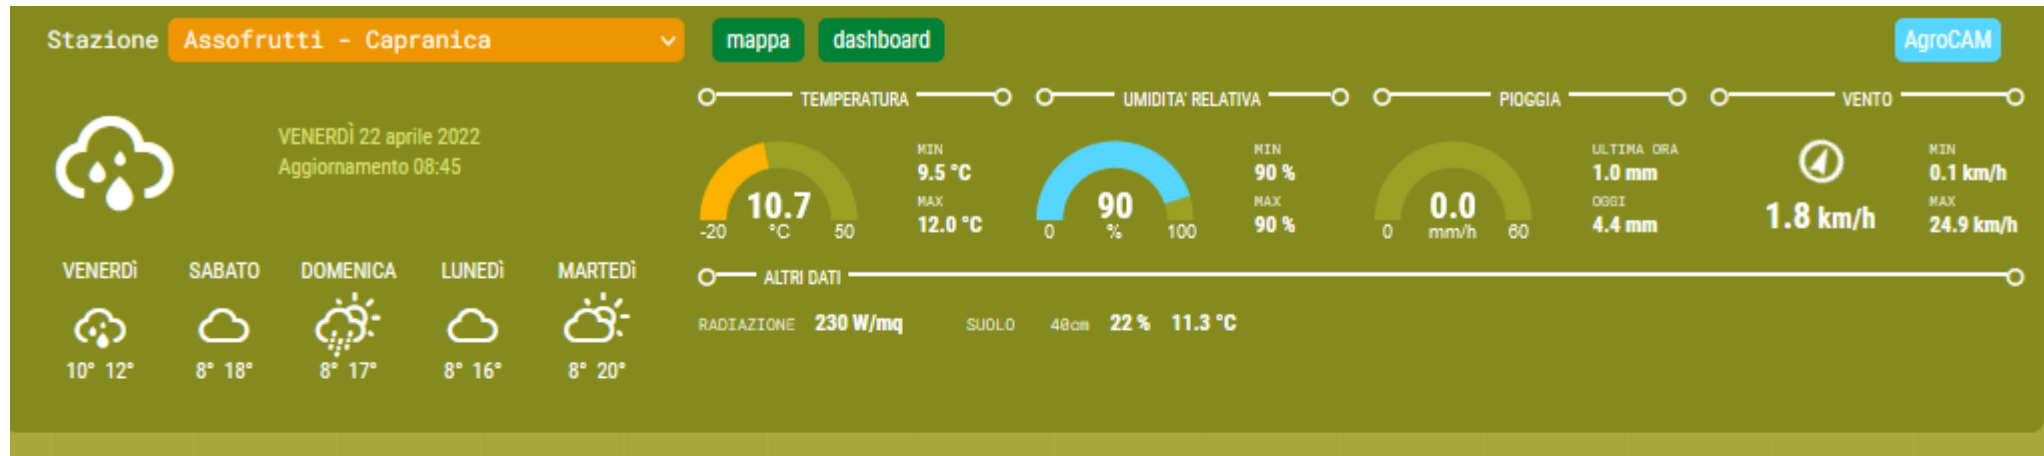 Stazione Assofrutti - Capranica mappa dashboard AgroCAM
TEMPERATURA UMIDITA' RELATIVA PIOGGIA VENTO
VENERDÌ 22 aprile 2022
Aggiornamento 08:45
MIN
9.5 °C
MAX
12.0 °C
10.7
°C
-20 50
MIN
90 %
MAX
90 %
90
%
0 100
ULTIMA ORA
1.0 mm
OGGI
4.4 mm
0.0
mm/h
0 60
1.8 km/h
MIN
0.1 km/h
MAX
24.9 km/h
VENERDÌ SABATO DOMENICA LUNEDÌ MARTEDÌ
10° 12° 8° 18° 8° 17° 8° 16° 8° 20°
ALTRI DATI
RADIAZIONE 230 W/mq SUOLO 40cm 22 % 11.3 °C